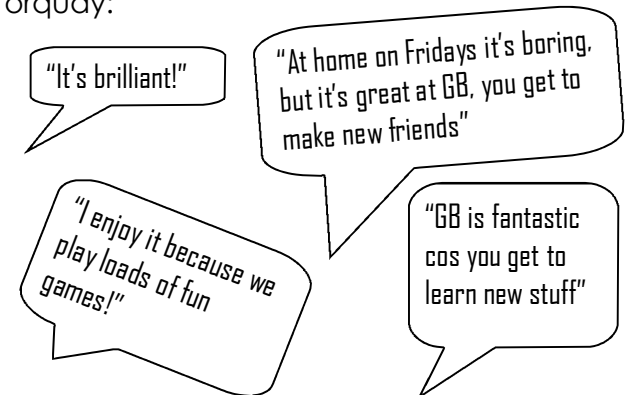 orquay:
“It’s brilliant!”
“At home on Fridays it’s boring,
but it’s great at GB, you get to
make new friends”
“I enjoy it because we
play loads of fun
games!”
“GB is fantastic
cos you get to
learn new stuff”